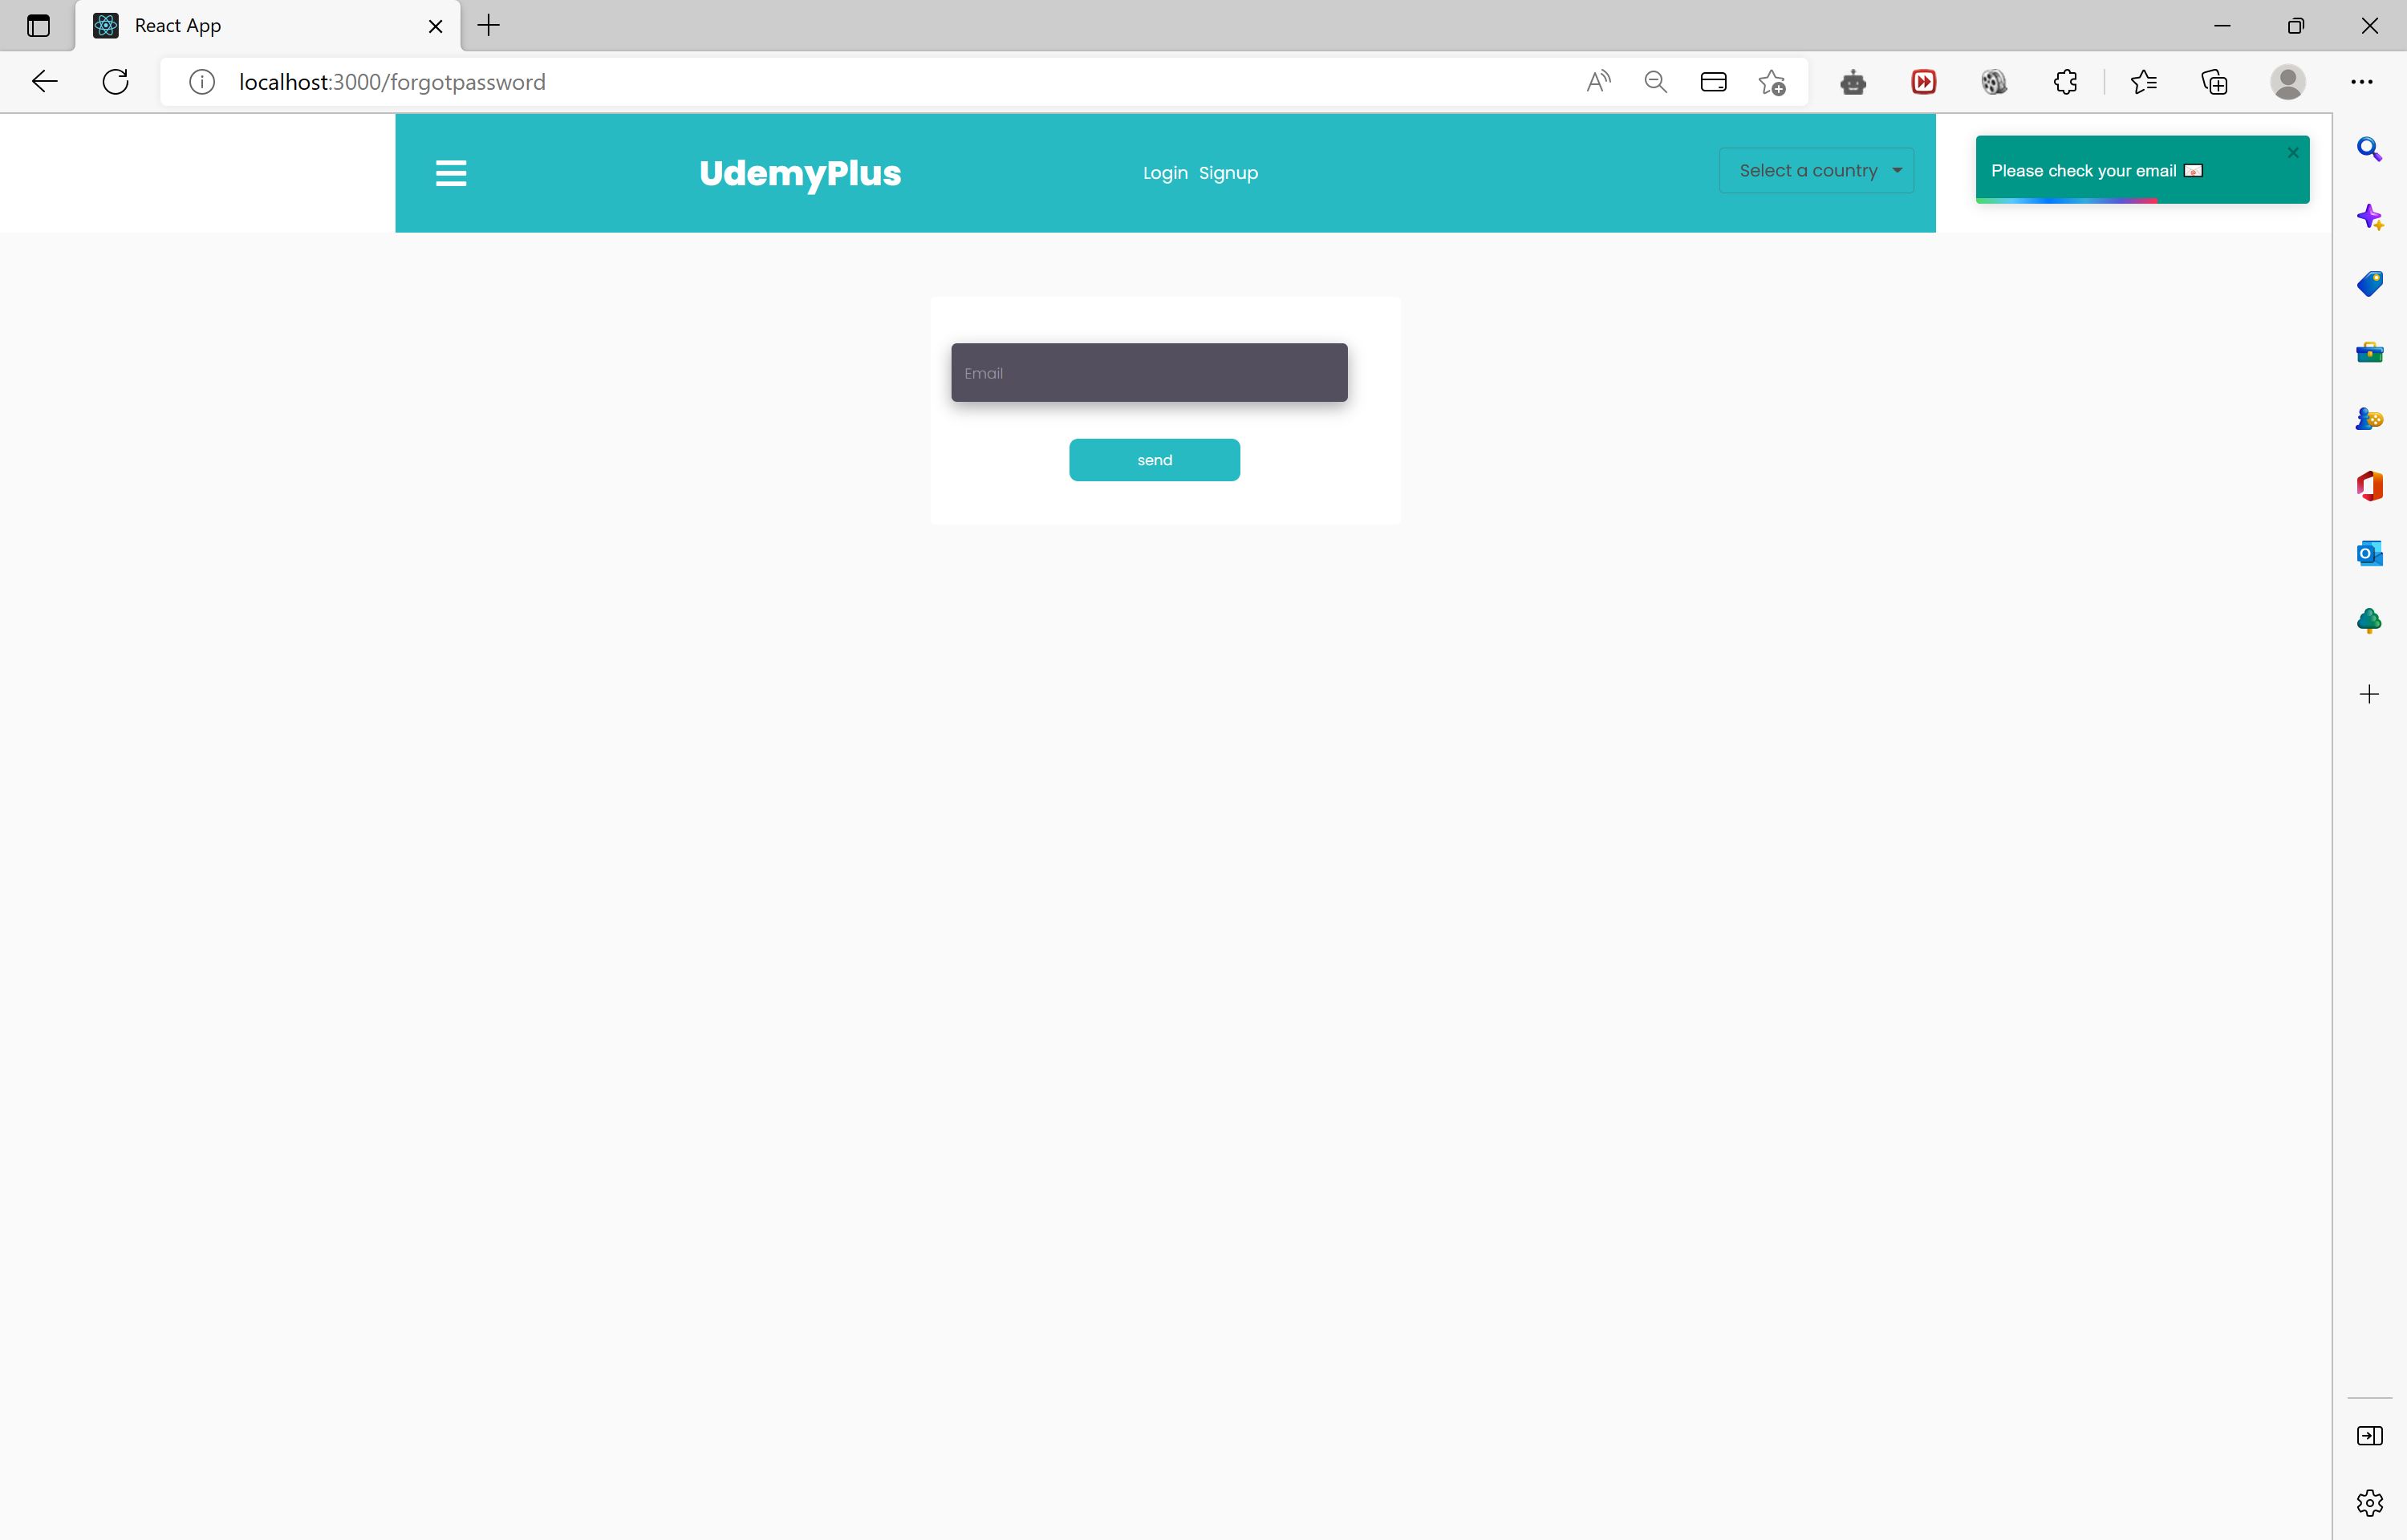 React App
localhost:3000/forgotpassword
UdemyPlus
Login Signup
Select a country
Please check your email
Email
send